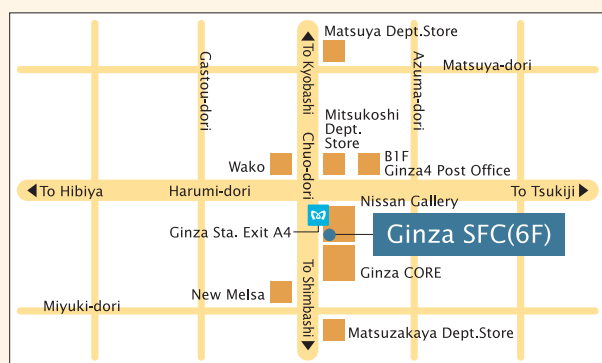 Matsuya Dept.Store
To Kyobashi
Gastou-dori
Azuma-dori
Matsuya-dori
Mitsukoshi
Dept.
Store
Chuo-dori
Wako
B1F
Ginza4 Post Office
To Hibiya
Harumi-dori
To Tsukiji
Nissan Gallery
Ginza Sta. Exit A4
Ginza SFC(6F)
Ginza CORE
To Shimbashi
New Melsa
Miyuki-dori
Matsuzakaya Dept.Store